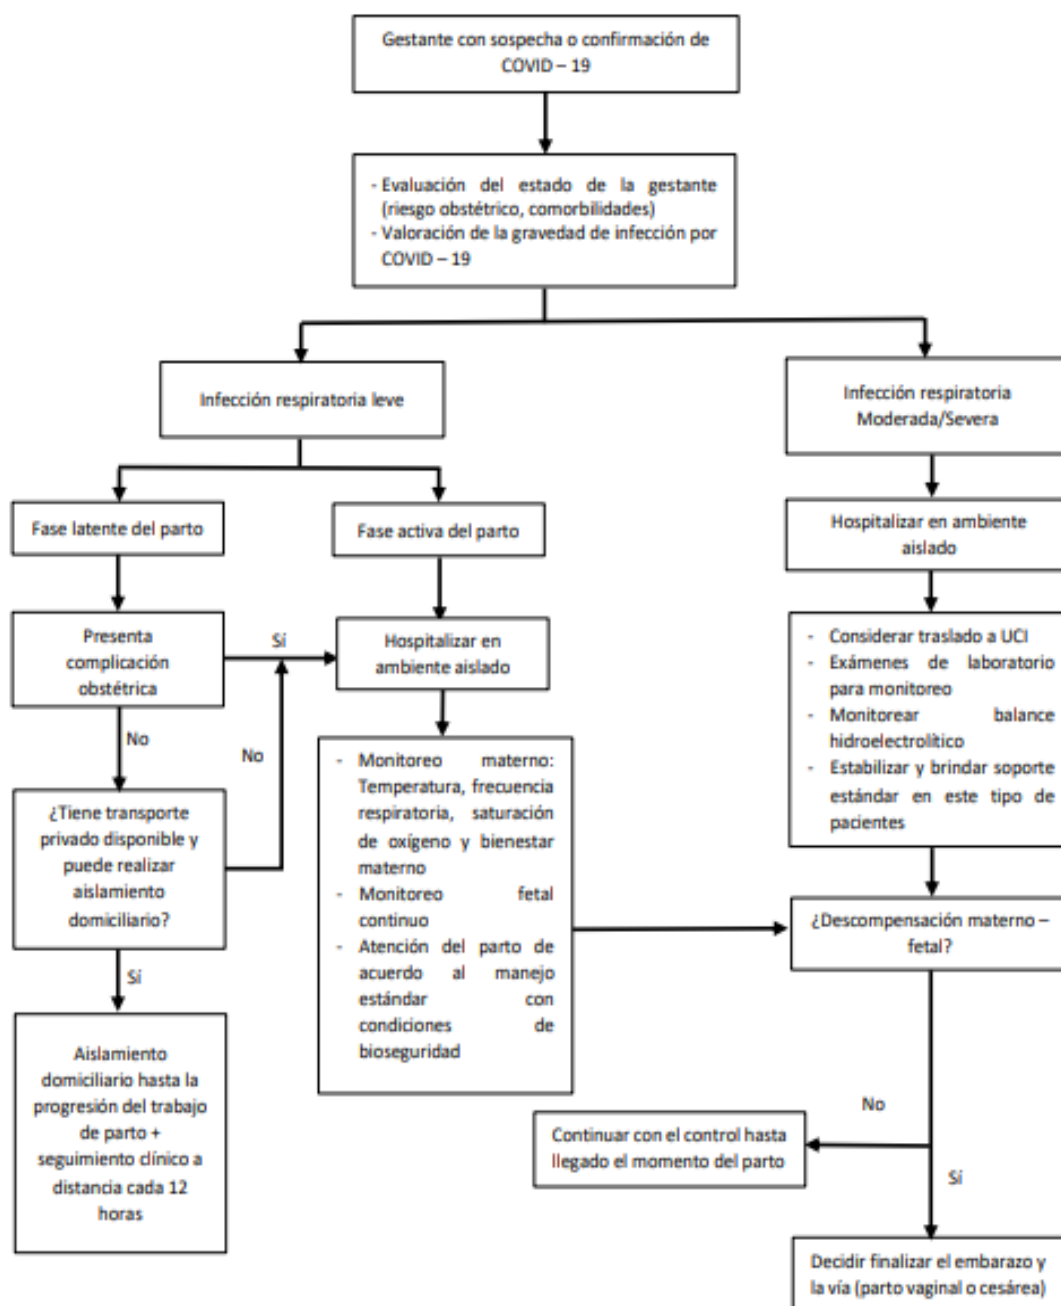 Gestante con sospecha o confirmación de
COVID – 19
- Evaluación del estado de la gestante
(riesgo obstétrico, comorbilidades)
- Valoración de la gravedad de infección por
COVID – 19
Infección respiratoria leve
Infección respiratoria
Moderada/Severa
Fase latente del parto
Fase activa del parto
Hospitalizar en ambiente
aislado
Presenta
complicación
obstétrica
Sí
Hospitalizar en
ambiente aislado
- Considerar traslado a UCI
- Exámenes de laboratorio
para monitoreo
- Monitorear balance
hidroelectrolítico
- Estabilizar y brindar soporte
estándar en este tipo de
pacientes
No
No
¿Tiene transporte
privado disponible y
puede realizar
aislamiento
domiciliario?
- Monitoreo materno:
Temperatura, frecuencia
respiratoria, saturación
de oxígeno y bienestar
materno
- Monitoreo fetal
continuo
- Atención del parto de
acuerdo al manejo
estándar con
condiciones de
bioseguridad
¿Descompensación materno –
fetal?
Sí
Aislamiento
domiciliario hasta la
progresión del trabajo
de parto +
seguimiento clínico a
distancia cada 12
horas
No
Continuar con el control hasta
llegado el momento del parto
Sí
Decidir finalizar el embarazo y
la vía (parto vaginal o cesárea)